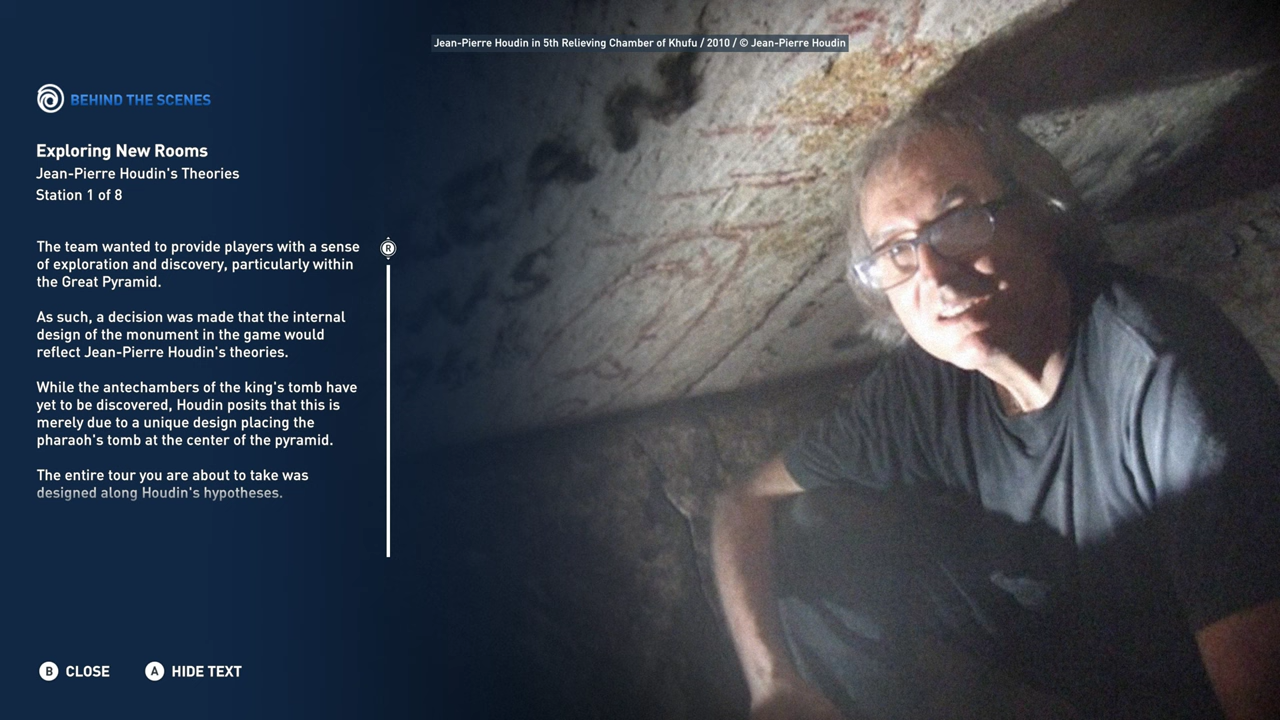 Jean-Pierre Houdin in 5th Relieving Chamber of Khufu / 2010 / © Jean-Pierre Houdin
BEHIND THE SCENES
Exploring New Rooms
Jean-Pierre Houdin's Theories
Station 1 of 8
The team wanted to provide players with a sense
of exploration and discovery, particularly within
the Great Pyramid.
As such, a decision was made that the internal
design of the monument in the game would
reflect Jean-Pierre Houdin's theories.
While the antechambers of the king's tomb have
yet to be discovered, Houdin posits that this is
merely due to a unique design placing the
pharaoh's tomb at the center of the pyramid.
The entire tour you are about to take was
designed along Houdin's hypotheses.
R
B CLOSE A HIDE TEXT